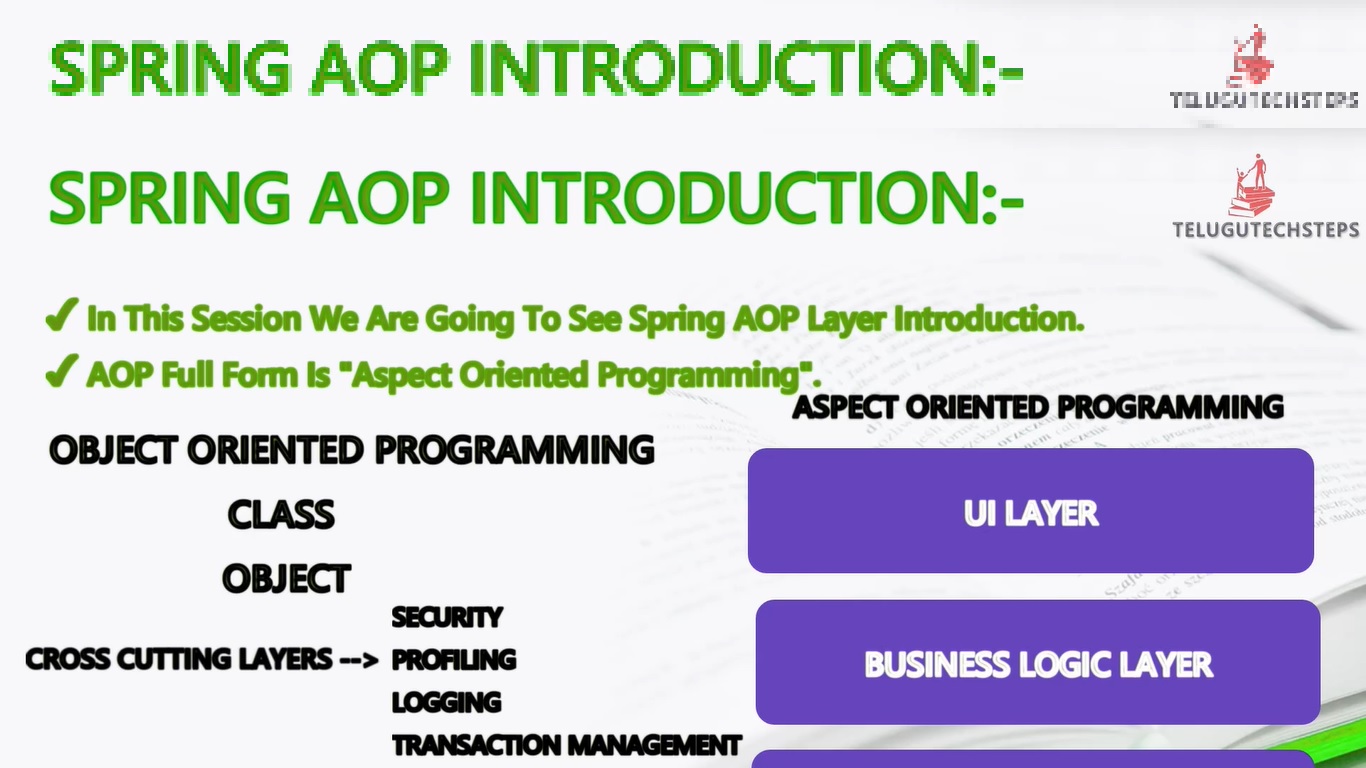 SPRING AOP INTRODUCTION:-
TELUGUTECHSTEPS
SPRING AOP INTRODUCTION:-
TELUGUTECHSTEPS
✔ In This Session We Are Going To See Spring AOP Layer Introduction.
✔ AOP Full Form Is "Aspect Oriented Programming".
ASPECT ORIENTED PROGRAMMING
OBJECT ORIENTED PROGRAMMING
CLASS
OBJECT
UI LAYER
SECURITY
CROSS CUTTING LAYERS --> PROFILING
LOGGING
TRANSACTION MANAGEMENT
BUSINESS LOGIC LAYER